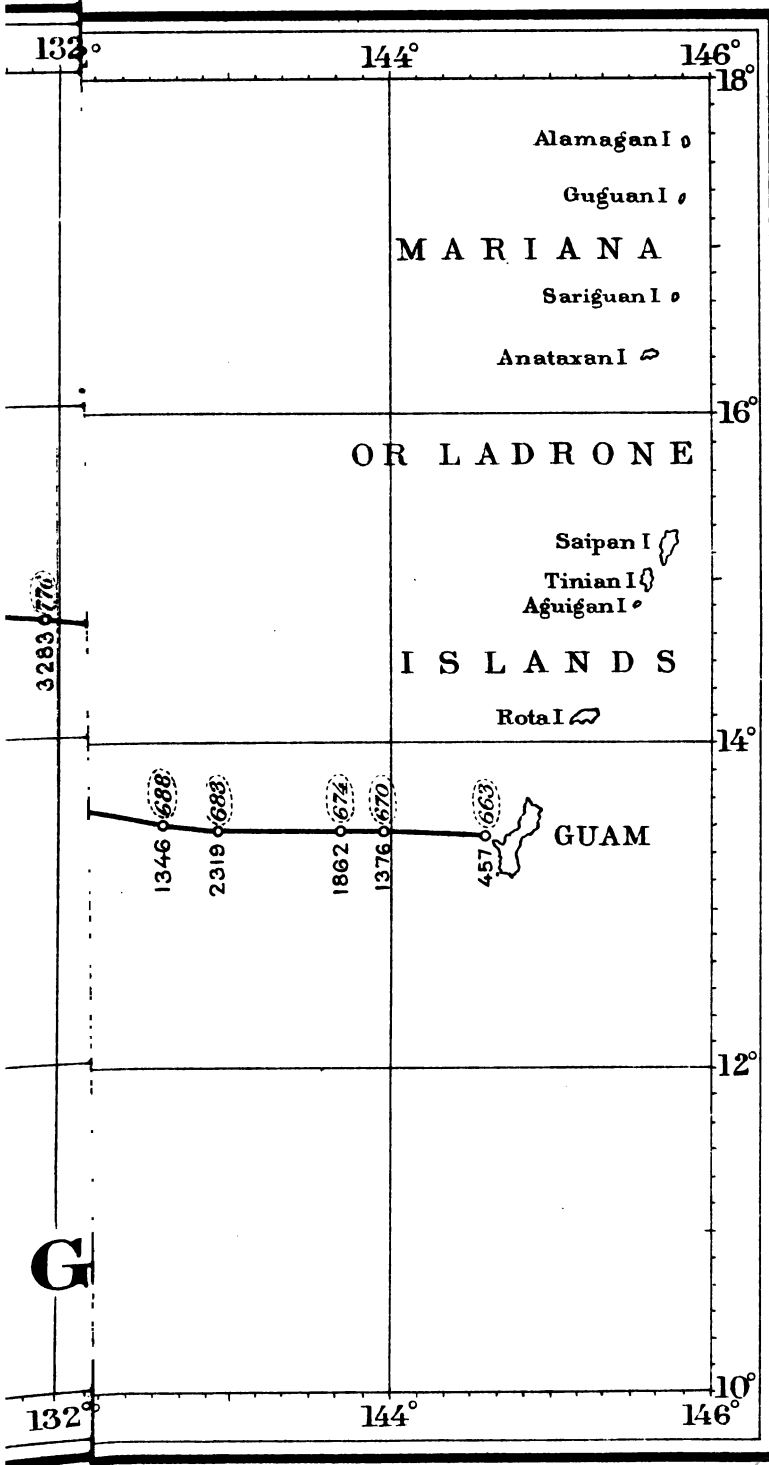 132° 144° 146°
18°
Alamagan I
Guguan I
MARIANA
Sariguan I
Anataxan I
16°
OR LADRONE
Saipan I
Tinian I
Aguigan I
776
3283
ISLANDS
Rota I
14°
688 683 674 670 663
GUAM
1346 2319 1862 1376 457
12°
G
10°
132° 144° 146°